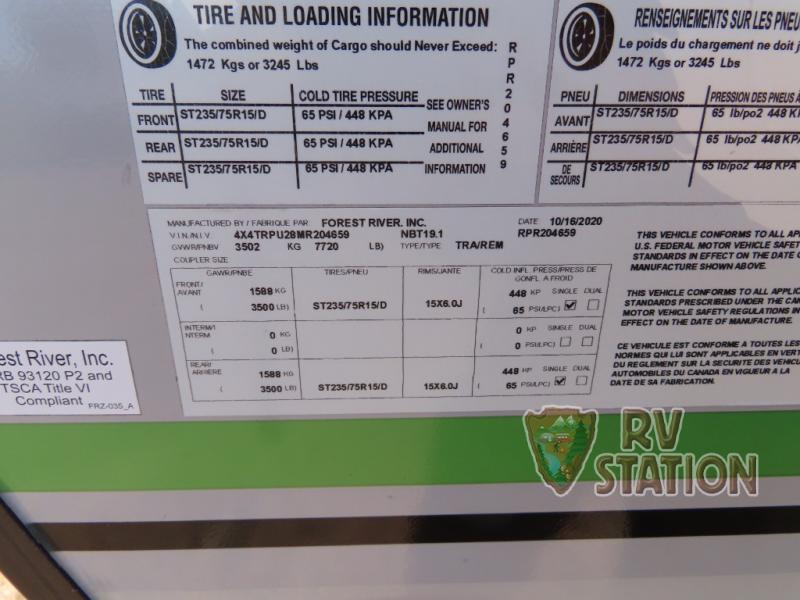 TIRE AND LOADING INFORMATION
The combined weight of Cargo should Never Exceed:
1472 Kgs or 3245 Lbs
TIRE SIZE COLD TIRE PRESSURE
FRONT ST235/75R15/D 65 PSI / 448 KPA
REAR ST235/75R15/D 65 PSI / 448 KPA
SPARE ST235/75R15/D 65 PSI / 448 KPA
SEE OWNER'S
MANUAL FOR
ADDITIONAL
INFORMATION
RPR204659
RENSEIGNEMENTS SUR LES PNEU
Le poids du chargement ne doit j
1472 Kgs or 3245 Lbs
PNEU DIMENSIONS PRESSION DES PNEUS À
AVANT ST235/75R15/D 65 lb/po2 448 KP
ARRIÈRE ST235/75R15/D 65 lb/po2 448 KPA
DE SECOURS ST235/75R15/D 65 lb/po2 448 KPA
MANUFACTURED BY / FABRIQUE PAR FOREST RIVER, INC. DATE 10/16/2020
V.I.N./N.I.V. 4X4TRPU28MR204659 NBT19.1 RPR204659
GVWR/PNBV 3502 KG 7720 LB) TYPE/TYPE TRA/REM
COUPLER SIZE
GAWR/PNBE TIRES/PNEU RIMS/JANTE COLD INFL. PRESS/PRESS DE
GONFL. A FROID
FRONT/
AVANT 1588 KG 448 KP SINGLE DUAL
( 3500 LB) ST235/75R15/D 15X6.0J ( 65 PSI/LPC)
INTERM/I
NTERM 0 KG 0 KP SINGLE DUAL
( 0 LB) ( 0 PSI/LPC)
REAR/
ARRIERE 1588 KG 448 KP SINGLE DUAL
( 3500 LB) ST235/75R15/D 15X6.0J ( 65 PSI/LPC)
THIS VEHICLE CONFORMS TO ALL AP
U.S. FEDERAL MOTOR VEHICLE SAFET
STANDARDS IN EFFECT ON THE DATE O
MANUFACTURE SHOWN ABOVE.
THIS VEHICLE CONFORMS TO ALL APPLIC
STANDARDS PRESCRIBED UNDER THE CAN
MOTOR VEHICLE SAFETY REGULATIONS IN
EFFECT ON THE DATE OF MANUFACTURE.
CE VEHICULE EST CONFORME A TOUTES LES
NORMES QUI LUI SONT APPLICABLES EN VERTU
DU REGLEMENT SUR LA SECURITE DES VEHICU
AUTOMOBILES DU CANADA EN VIGUEUR A LA
DATE DE SA FABRICATION.
est River, Inc.
RB 93120 P2 and
TSCA Title VI
Compliant
FRZ-035_A
RV
STATION